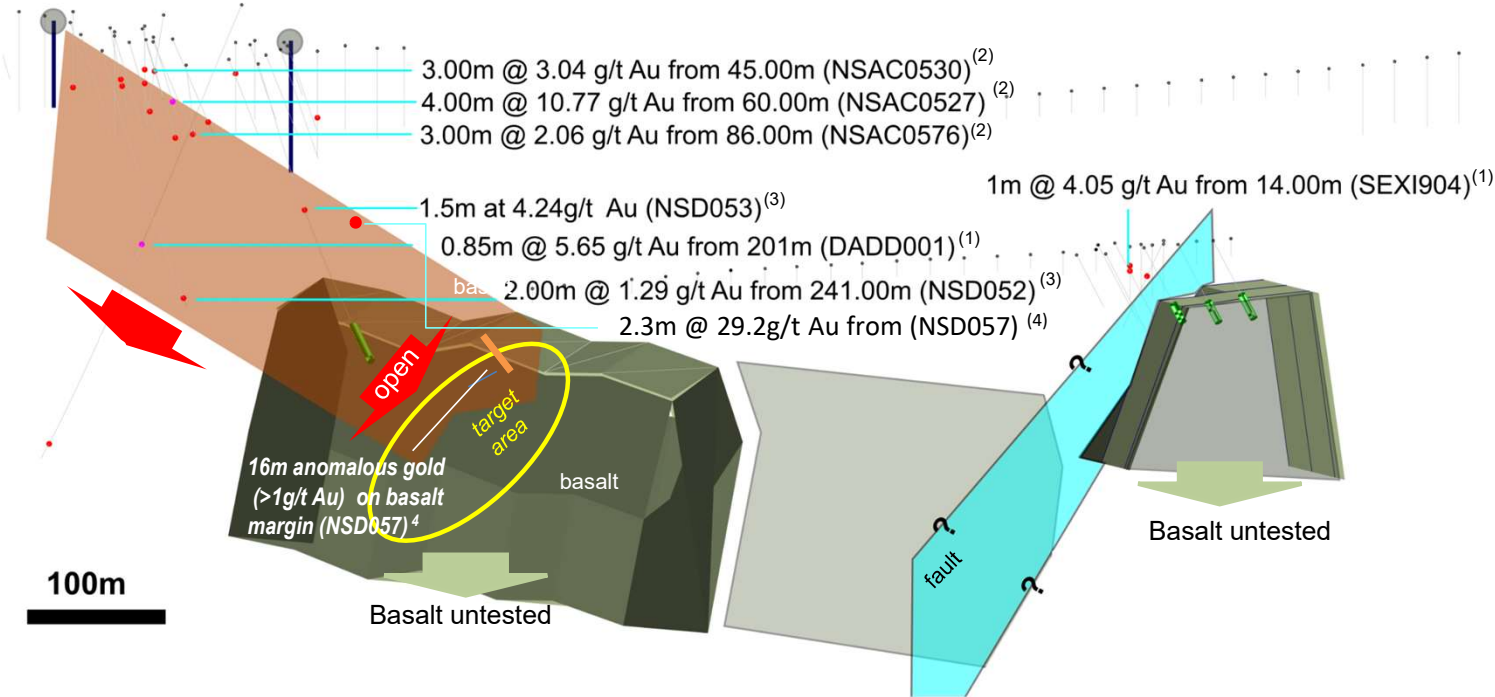 3.00m @ 3.04 g/t Au from 45.00m (NSAC0530)(2)
4.00m @ 10.77 g/t Au from 60.00m (NSAC0527) (2)
3.00m @ 2.06 g/t Au from 86.00m (NSAC0576)(2)
1m @ 4.05 g/t Au from 14.00m (SEXI904)(1)
1.5m at 4.24g/t Au (NSD053)(3)
0.85m @ 5.65 g/t Au from 201m (DADD001)(1)
2.00m @ 1.29 g/t Au from 241.00m (NSD052)(3)
2.3m @ 29.2g/t Au from (NSD057) (4)
open
target
area
16m anomalous gold
(>1g/t Au) on basalt
margin (NSD057) 4
basalt
?
?
?
fault
Basalt untested
Basalt untested
100m